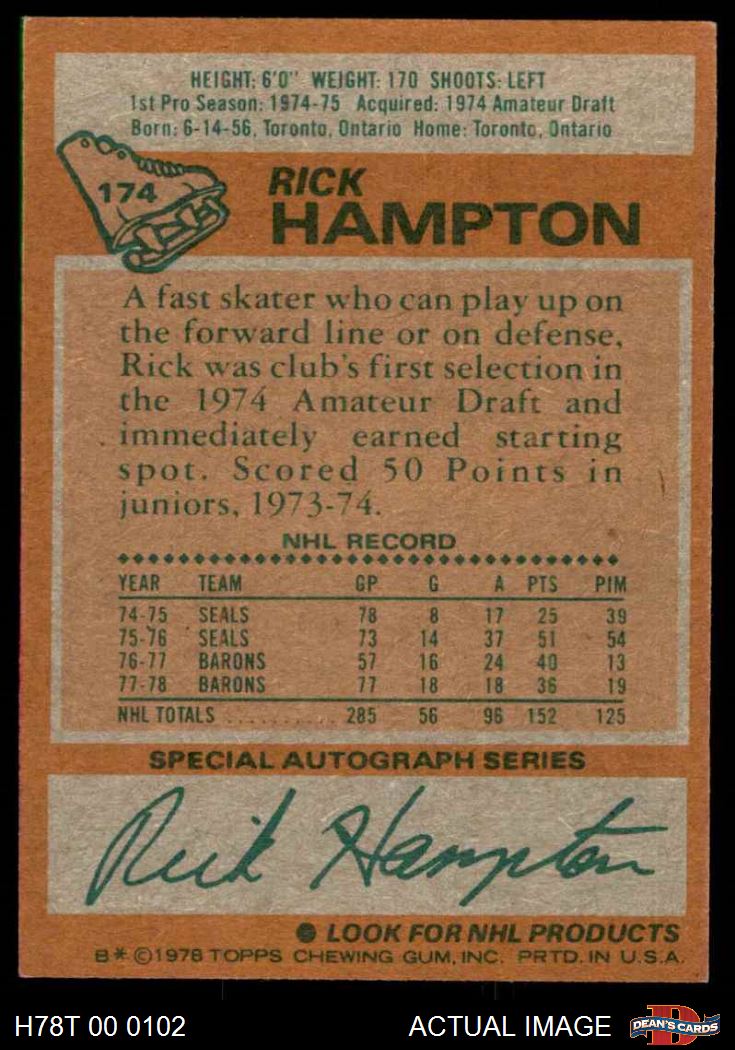 HEIGHT: 6'0" WEIGHT: 170 SHOOTS: LEFT
1st Pro Season: 1974-75 Acquired: 1974 Amateur Draft
Born: 6-14-56, Toronto, Ontario Home: Toronto, Ontario
174
RICK
HAMPTON
A fast skater who can play up on
the forward line or on defense,
Rick was club's first selection in
the 1974 Amateur Draft and
immediately earned starting
spot. Scored 50 Points in
juniors, 1973-74.
NHL RECORD
YEAR TEAM GP G A PTS PIM
74-75 SEALS 78 8 17 25 39
75-76 SEALS 73 14 37 51 54
76-77 BARONS 57 16 24 40 13
77-78 BARONS 77 18 18 36 19
NHL TOTALS .......... 285 56 96 152 125
SPECIAL AUTOGRAPH SERIES
Rick Hampton
● LOOK FOR NHL PRODUCTS
B* ©1978 TOPPS CHEWING GUM, INC. PRTD. IN U.S.A.
H78T 00 0102 ACTUAL IMAGE D DEAN'S CARDS